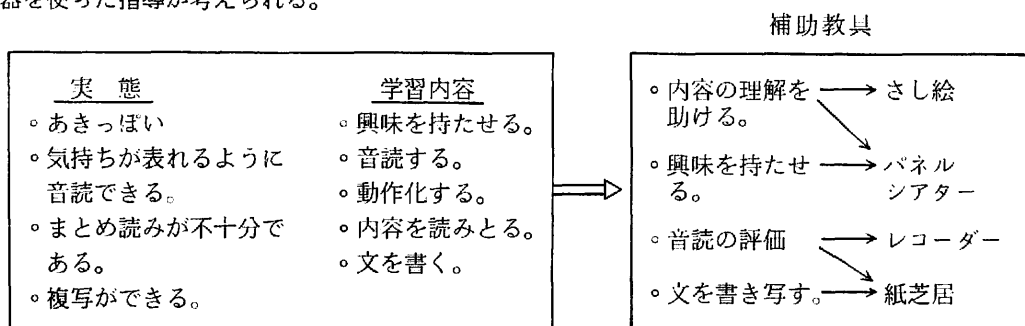 器を使った指導が考えられる。
補助教具
実 態
◦あきっぽい
◦気持ちが表れるように
音読できる。
◦まとめ読みが不十分で
ある。
◦複写ができる。
学習内容
◦興味を持たせる。
◦音読する。
◦動作化する。
◦内容を読みとる。
◦文を書く。
◦内容の理解を → さし絵
助ける。
◦興味を持たせ → パネル
る。 シアター
◦音読の評価 → レコーダー
◦文を書き写す。→ 紙芝居